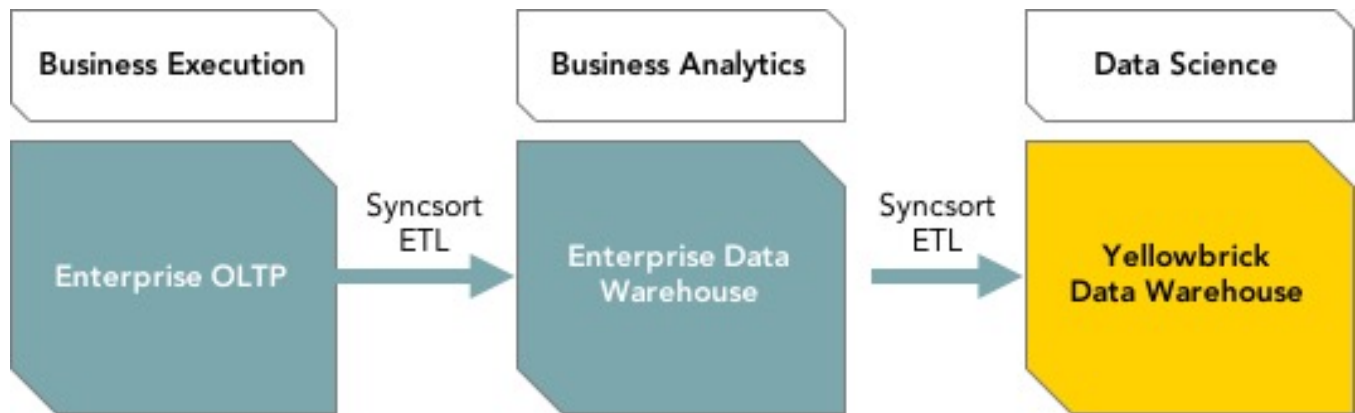 Business Execution
Business Analytics
Data Science
Enterprise OLTP
Syncsort
ETL
Enterprise Data
Warehouse
Syncsort
ETL
Yellowbrick
Data Warehouse